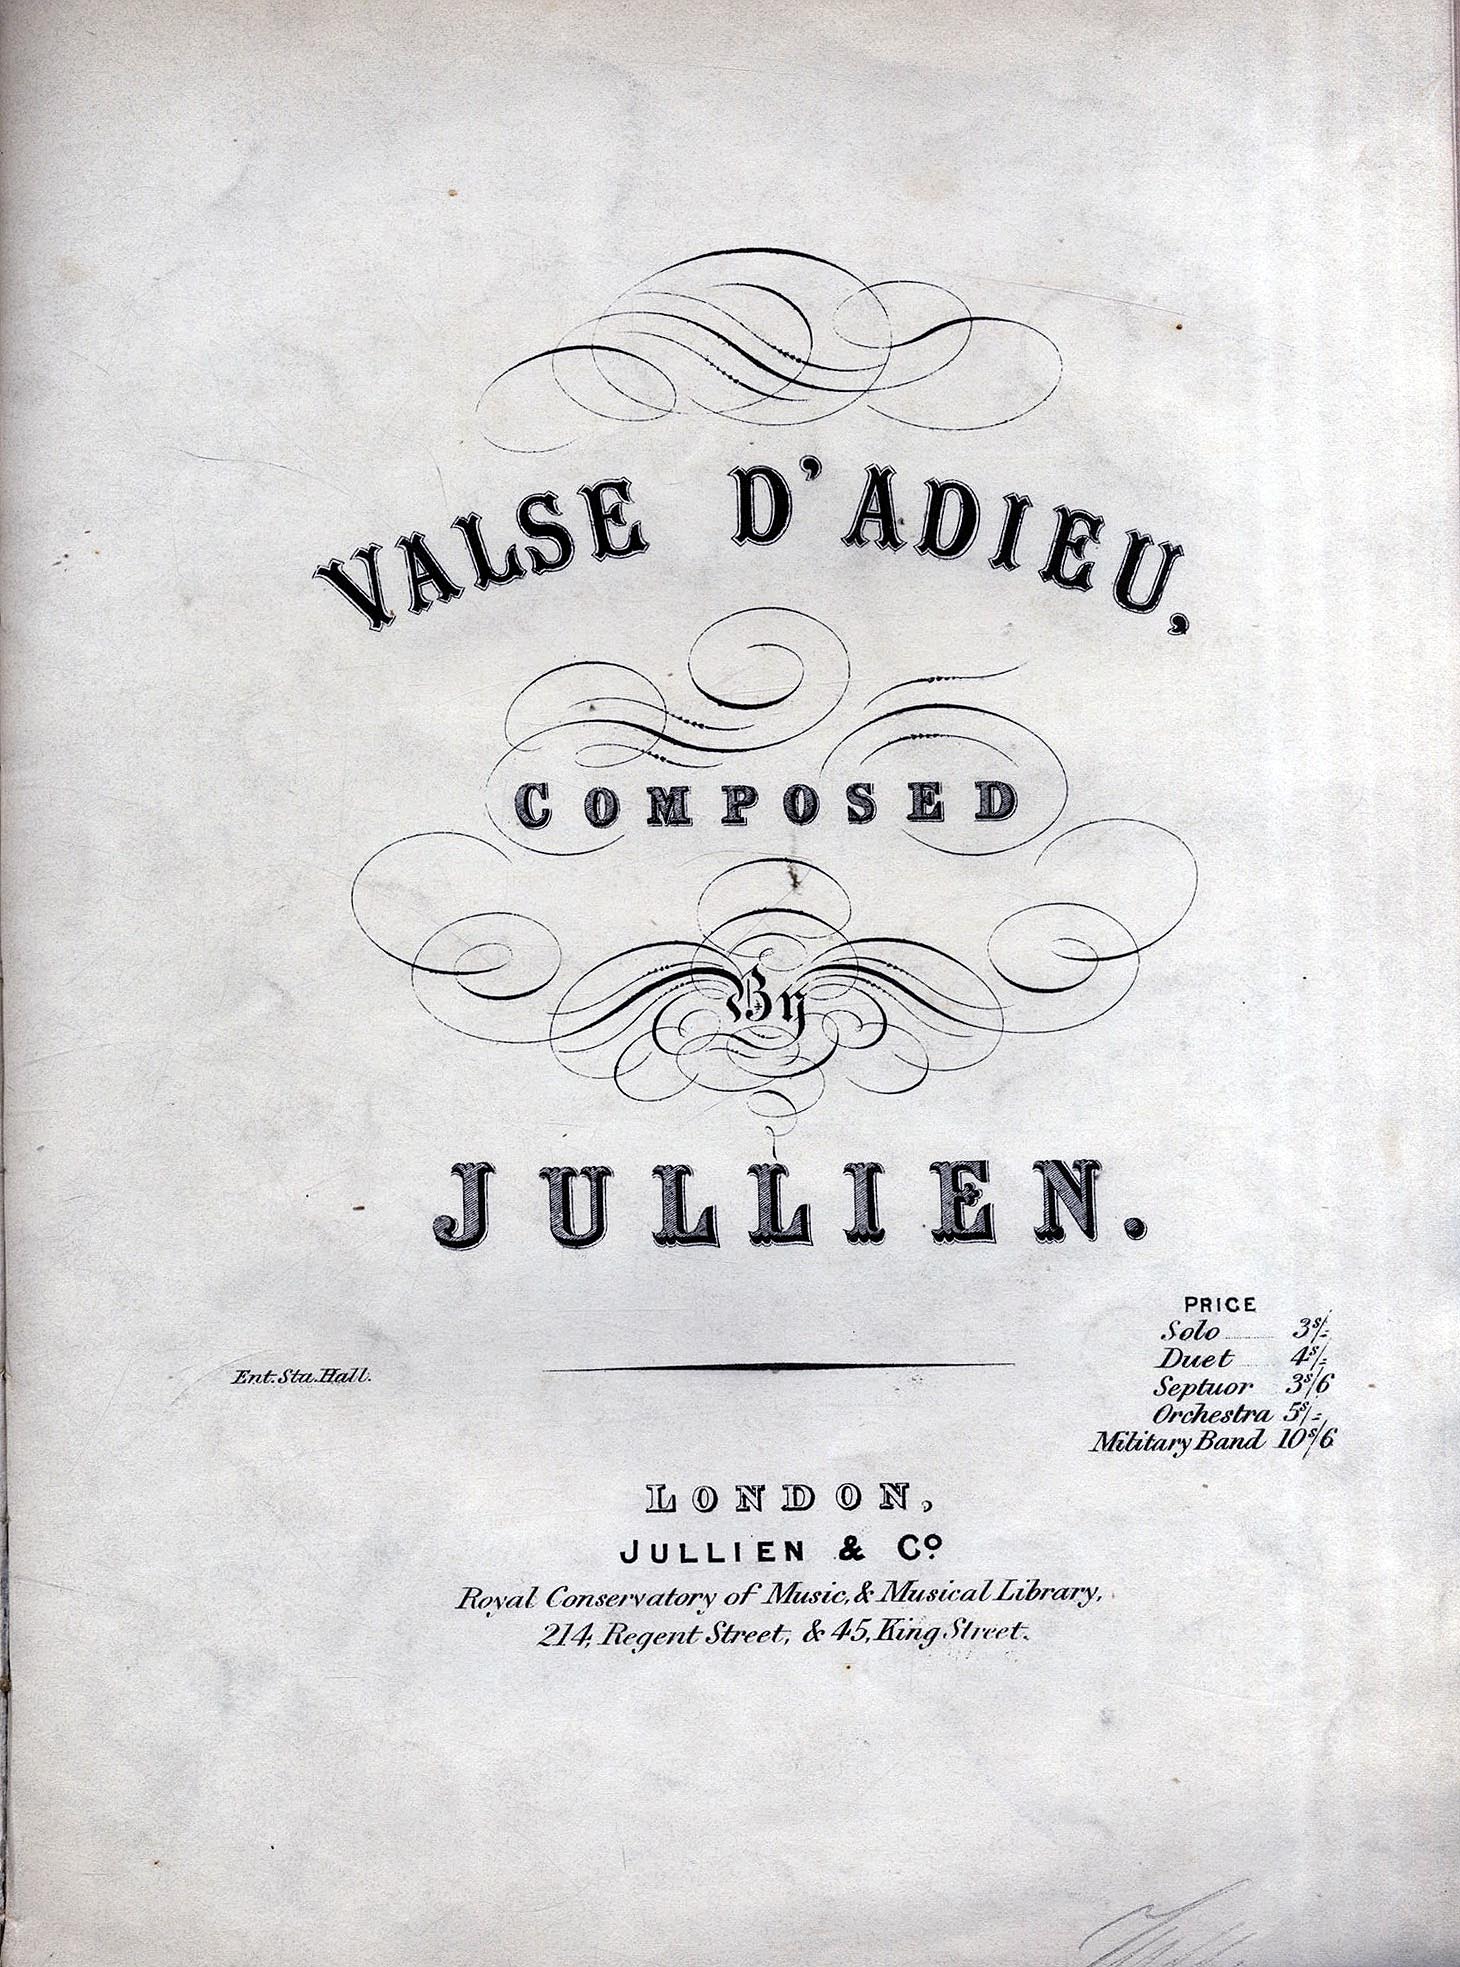 VALSE D'ADIEU,
COMPOSED
By
JULLIEN.
PRICE
Solo 3s/-
Duet 4s/-
Septuor 3s/6
Orchestra 5s/-
Military Band 10s/6
Ent. Sta. Hall.
LONDON,
JULLIEN & Co.
Royal Conservatory of Music, & Musical Library,
214, Regent Street, & 45, King Street.